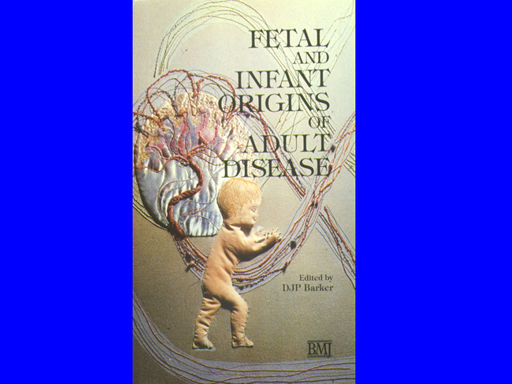 FETAL
AND
INFANT
ORIGINS
OF
ADULT
DISEASE
Edited by
DJP Barker
BMJ